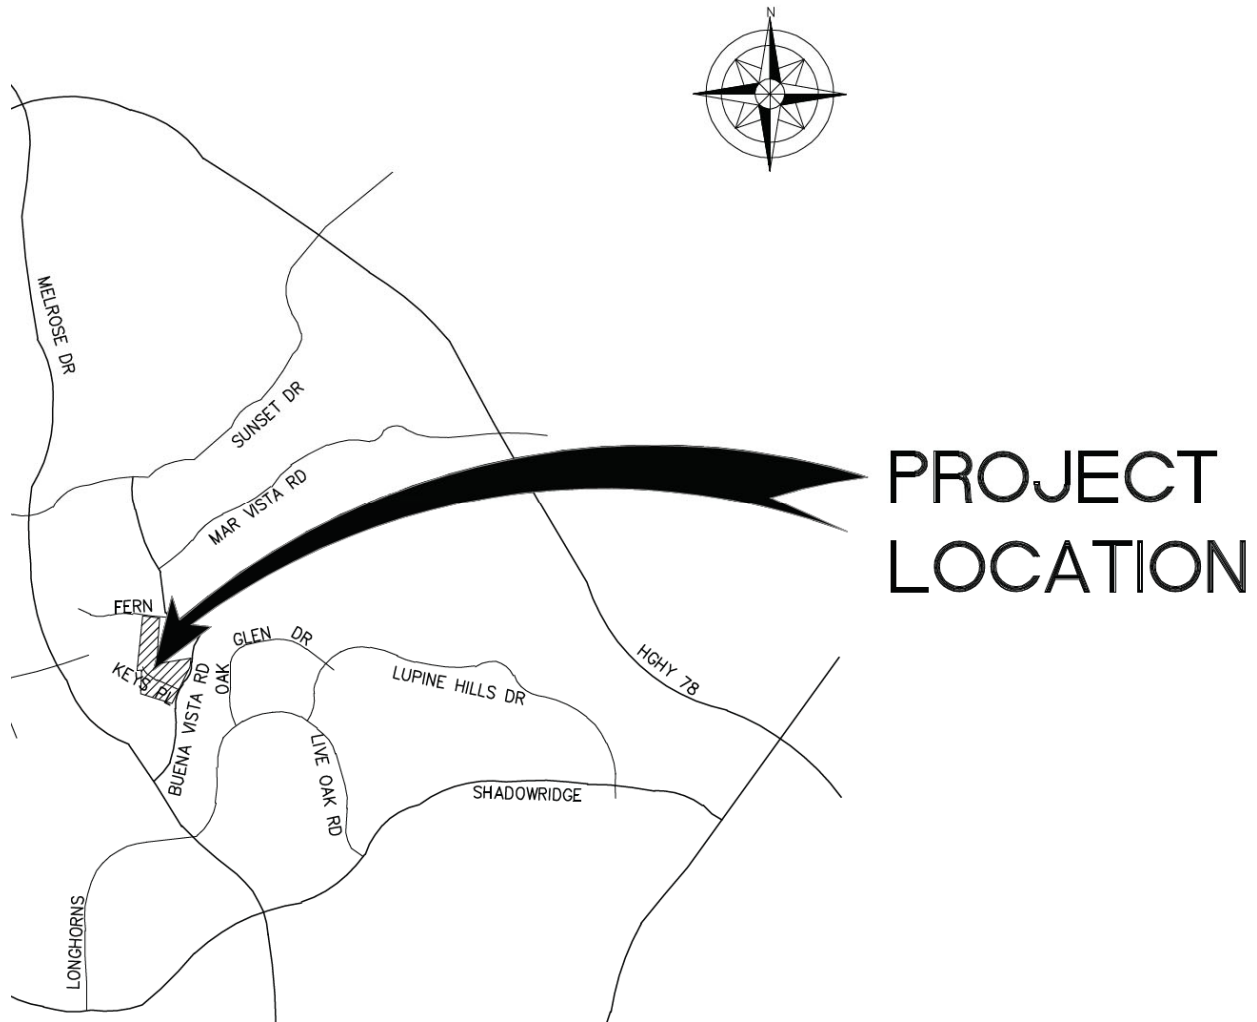 N
MELROSE DR
SUNSET DR
MAR VISTA RD
PROJECT
LOCATION
FERN
GLEN DR
OAK
KEYS PL
BUENA VISTA RD
LUPINE HILLS DR
HGHY 78
LIVE OAK RD
SHADOWRIDGE
LONGHORNS